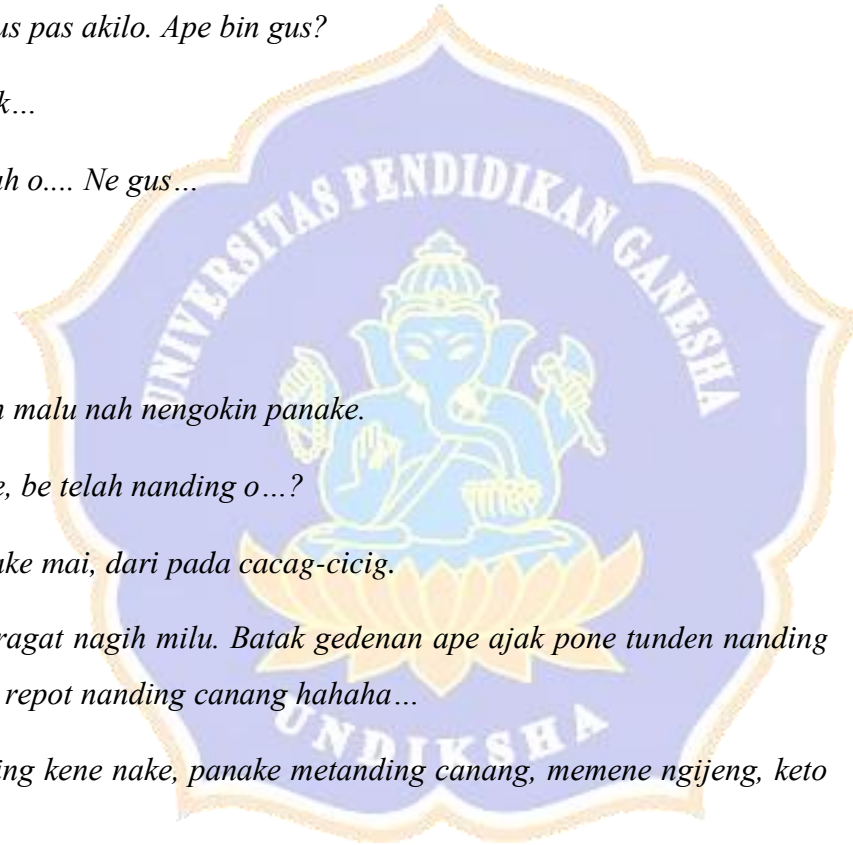 us pas akilo. Ape bin gus?
k…
ah o.... Ne gus…
UNIVERSITAS PENDIDIKAN GANESHA
n malu nah nengokin panake.
e, be telah nanding o…?
ake mai, dari pada cacag-cicig.
ragat nagih milu. Batak gedenan ape ajak pone tunden nanding
repot nanding canang hahaha…
UNDIKSHA
ing kene nake, panake metanding canang, memene ngijeng, keto